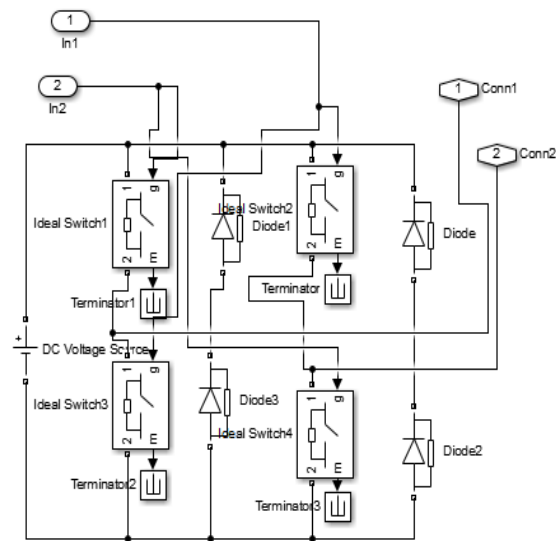 1
In1
2
In2
1
Conn1
2
Conn2
1
g
Ideal Switch1
2
m
Terminator1
Ideal Switch2
Diode1
1
g
2
m
Terminator
Diode
+
DC Voltage Source
1
g
Ideal Switch3
2
m
Terminator2
Diode3
Ideal Switch4
1
g
2
m
Terminator3
Diode2